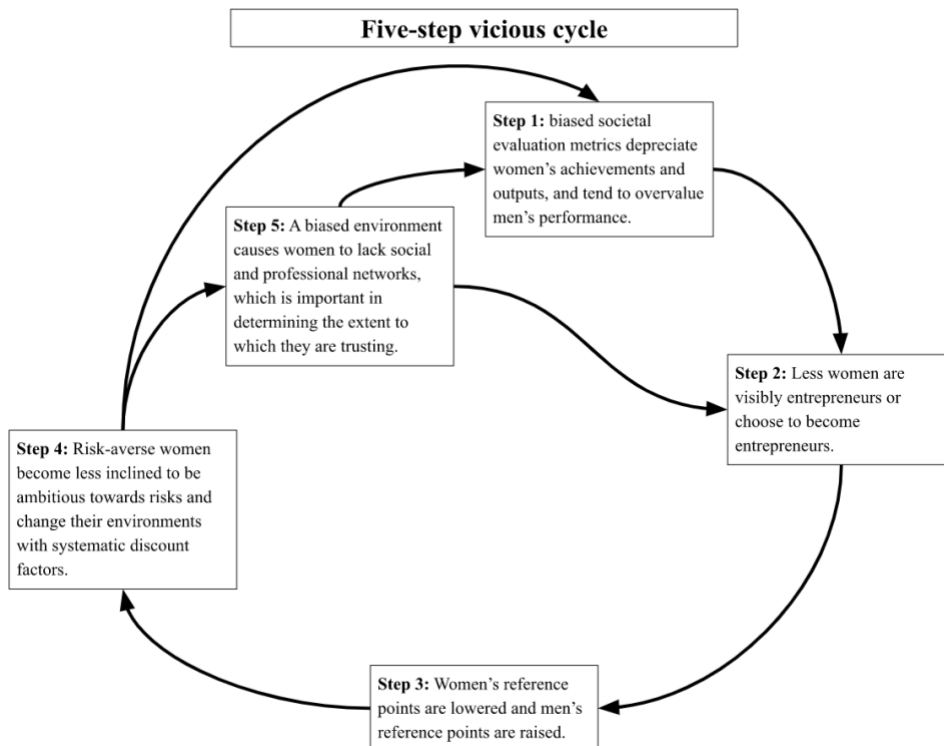 Five-step vicious cycle
Step 1: biased societal
evaluation metrics depreciate
women's achievements and
outputs, and tend to overvalue
men's performance.
Step 2: Less women are
visibly entrepreneurs or
choose to become
entrepreneurs.
Step 3: Women's reference
points are lowered and men's
reference points are raised.
Step 4: Risk-averse women
become less inclined to be
ambitious towards risks and
change their environments
with systematic discount
factors.
Step 5: A biased environment
causes women to lack social
and professional networks,
which is important in
determining the extent to
which they are trusting.